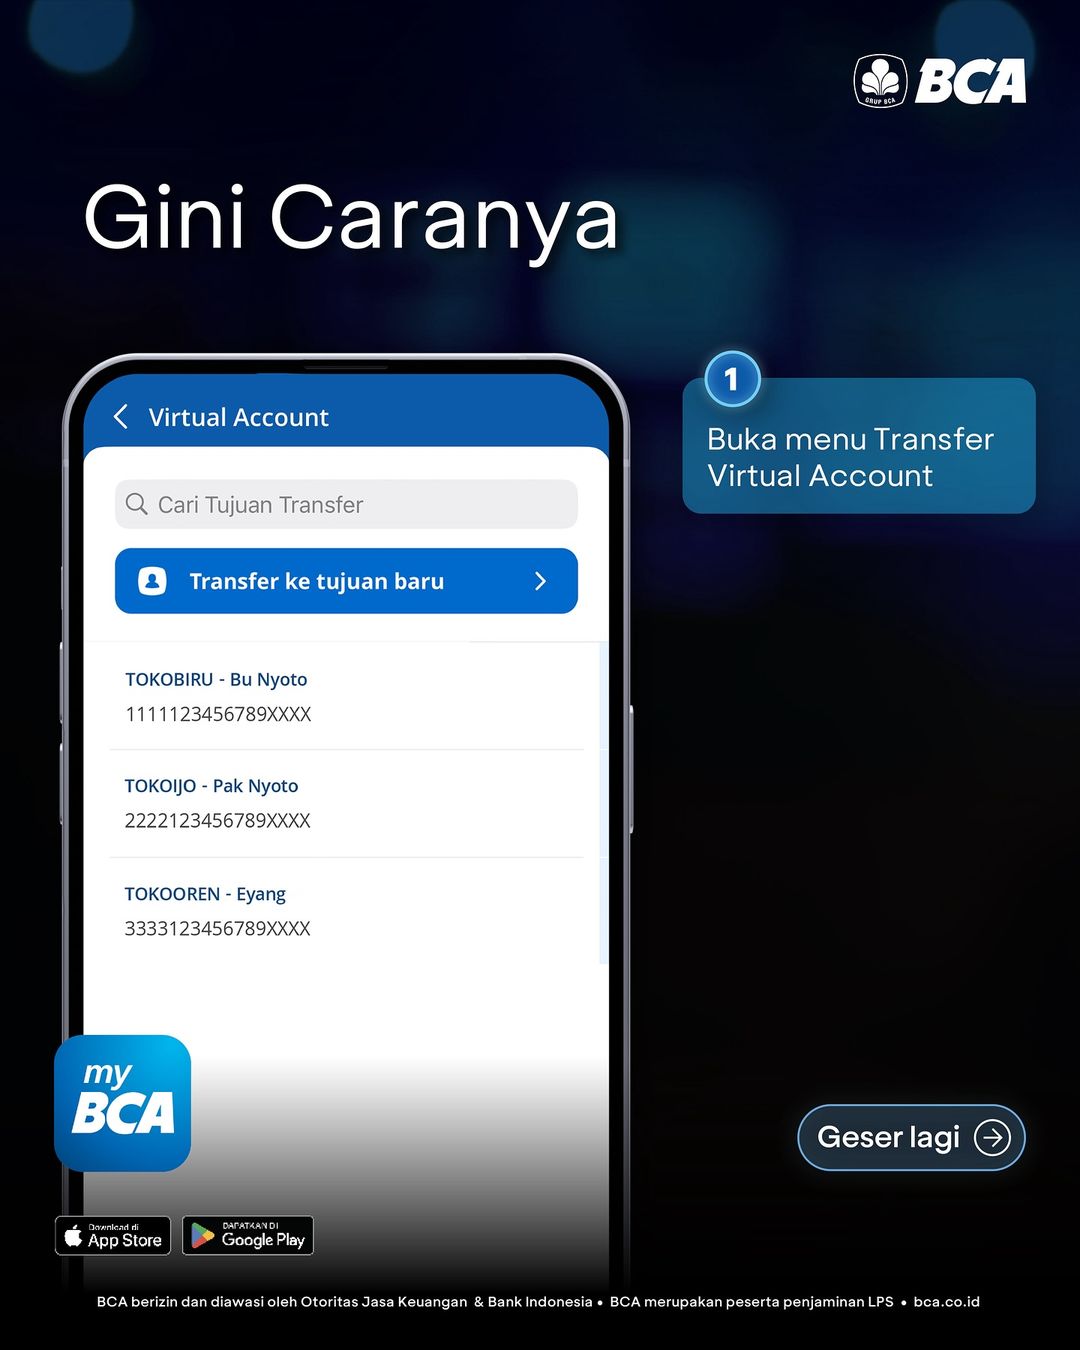 GRUP BCA
BCA
Gini Caranya
Virtual Account
Cari Tujuan Transfer
Transfer ke tujuan baru
TOKOBIRU - Bu Nyoto
1111123456789XXXX
TOKOIJO - Pak Nyoto
2222123456789XXXX
TOKOOREN - Eyang
3333123456789XXXX
1
Buka menu Transfer
Virtual Account
my
BCA
Geser lagi
Download di
App Store
DAPATKAN DI
Google Play
BCA berizin dan diawasi oleh Otoritas Jasa Keuangan & Bank Indonesia • BCA merupakan peserta penjaminan LPS • bca.co.id